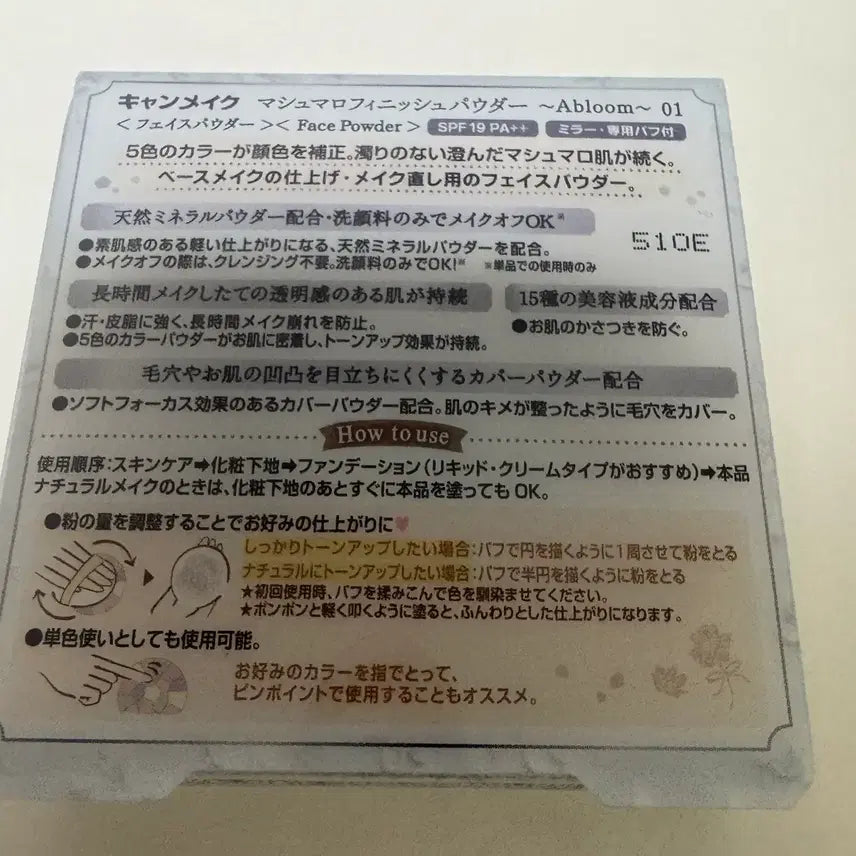 キャンメイク マシュマロフィニッシュパウダー ～Abloom～ 01
＜フェイスパウダー＞＜Face Powder＞ SPF 19 PA++ ミラー・専用パフ付
5色のカラーが顔色を補正。濁りのない澄んだマシュマロ肌が続く。
ベースメイクの仕上げ・メイク直し用のフェイスパウダー。
天然ミネラルパウダー配合・洗顔料のみでメイクオフOK※
510E
●素肌感のある軽い仕上がりになる、天然ミネラルパウダーを配合。
●メイクオフの際は、クレンジング不要。洗顔料のみでOK!※ ※単品での使用時のみ
長時間メイクしたての透明感のある肌が持続
●汗・皮脂に強く、長時間メイク崩れを防止。
●5色のカラーパウダーがお肌に密着し、トーンアップ効果が持続。
15種の美容液成分配合
●お肌のかさつきを防ぐ。
毛穴やお肌の凹凸を目立ちにくくするカバーパウダー配合
●ソフトフォーカス効果のあるカバーパウダー配合。肌のキメが整ったように毛穴をカバー。
How to use
使用順序：スキンケア➡化粧下地➡ファンデーション（リキッド・クリームタイプがおすすめ）➡本品
ナチュラルメイクのときは、化粧下地のあとすぐに本品を塗ってもOK。
●粉の量を調整することでお好みの仕上がりに♥
しっかりトーンアップしたい場合：パフで円を描くように1周させて粉をとる
ナチュラルにトーンアップしたい場合：パフで半円を描くように粉をとる
★初回使用時、パフを揉みこんで色を馴染ませてください。
★ポンポンと軽く叩くように塗ると、ふんわりとした仕上がりになります。
●単色使いとしても使用可能。
お好みのカラーを指でとって、
ピンポイントで使用することもオススメ。